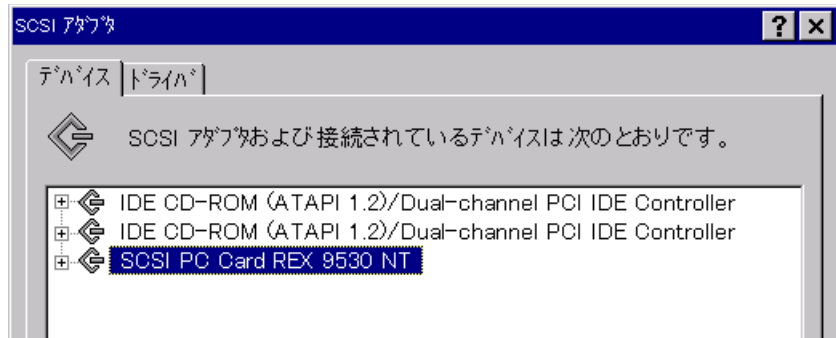 SCSI ｱﾀﾞﾌﾟﾀ
ﾃﾞﾊﾞｲｽ ﾄﾞﾗｲﾊﾞ
SCSI ｱﾀﾞﾌﾟﾀおよび接続されているﾃﾞﾊﾞｲｽは次のとおりです。
IDE CD-ROM (ATAPI 1.2)/Dual-channel PCI IDE Controller
IDE CD-ROM (ATAPI 1.2)/Dual-channel PCI IDE Controller
SCSI PC Card REX 9530 NT